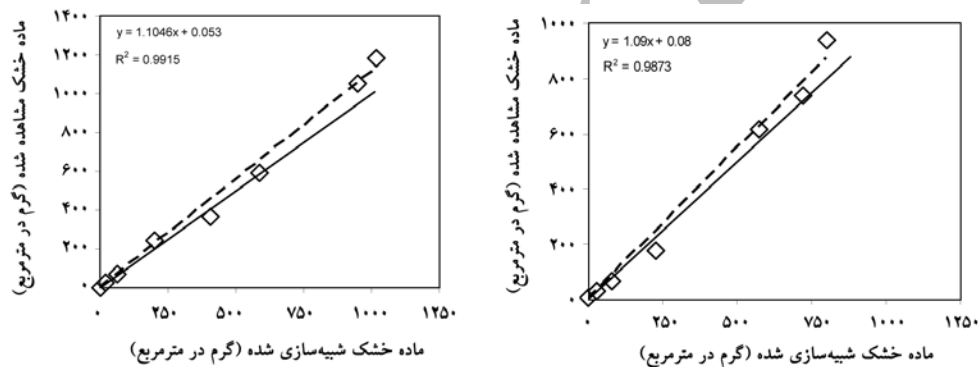 y = 1.1046x + 0.053
R² = 0.9915
۱۴۰۰
۱۲۰۰
۱۰۰۰
۸۰۰
۶۰۰
۴۰۰
۲۰۰
۰
۰ ۲۵۰ ۵۰۰ ۷۵۰ ۱۰۰۰ ۱۲۵۰
ماده خشک مشاهده شده (گرم در مترمربع)
ماده خشک شبیه‌سازی شده (گرم در مترمربع)
y = 1.09x + 0.08
R² = 0.9873
۱۰۰۰
۸۰۰
۶۰۰
۴۰۰
۲۰۰
۰
۰ ۲۵۰ ۵۰۰ ۷۵۰ ۱۰۰۰ ۱۲۵۰
ماده خشک مشاهده شده (گرم در مترمربع)
ماده خشک شبیه‌سازی شده (گرم در مترمربع)